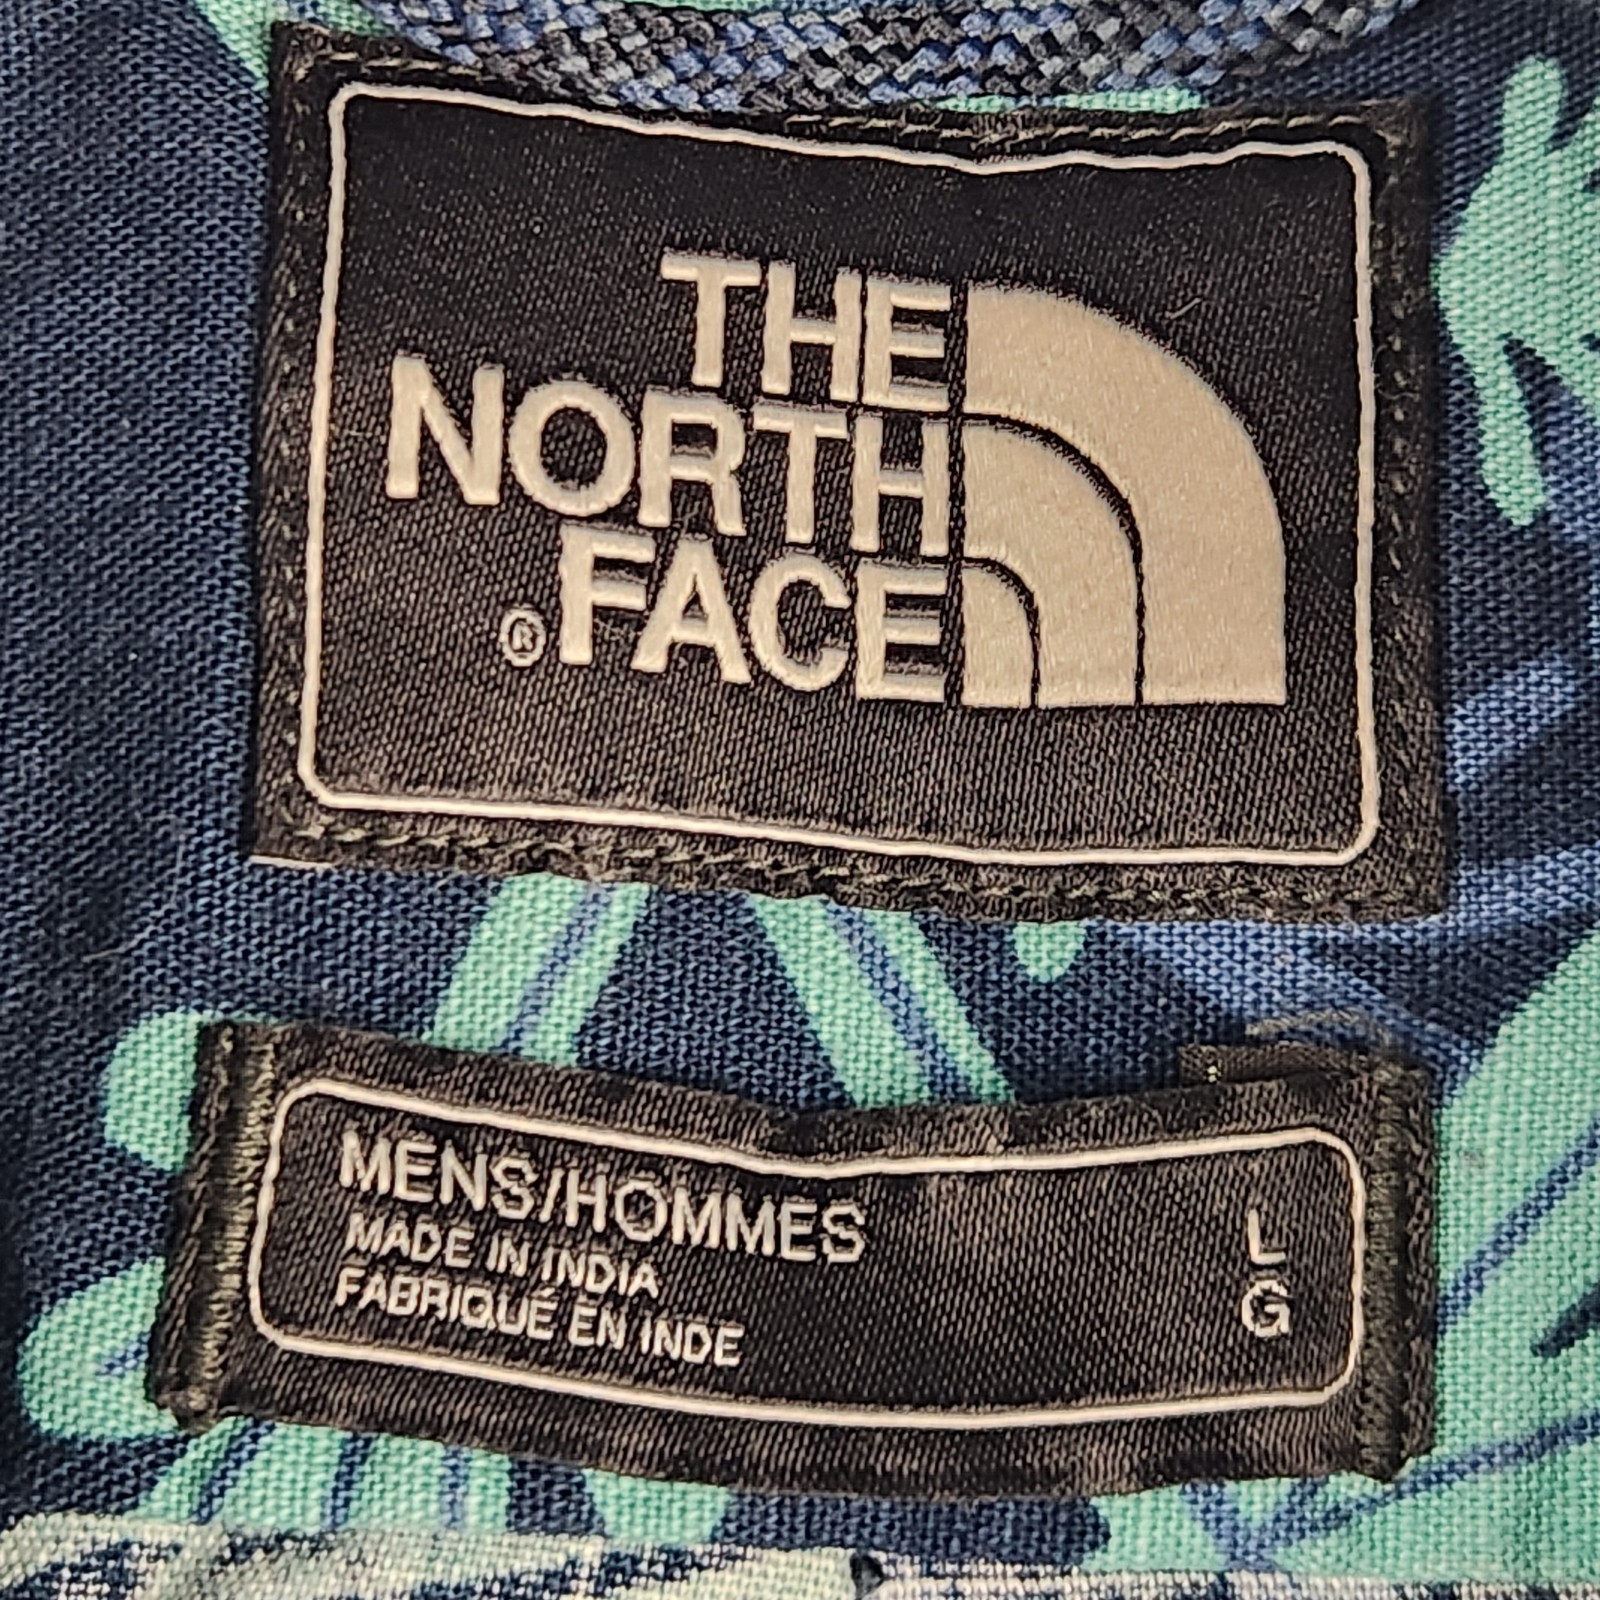 THE
NORTH
®FACE
MENS/HOMMES
MADE IN INDIA
FABRIQUÉ EN INDE
L
G